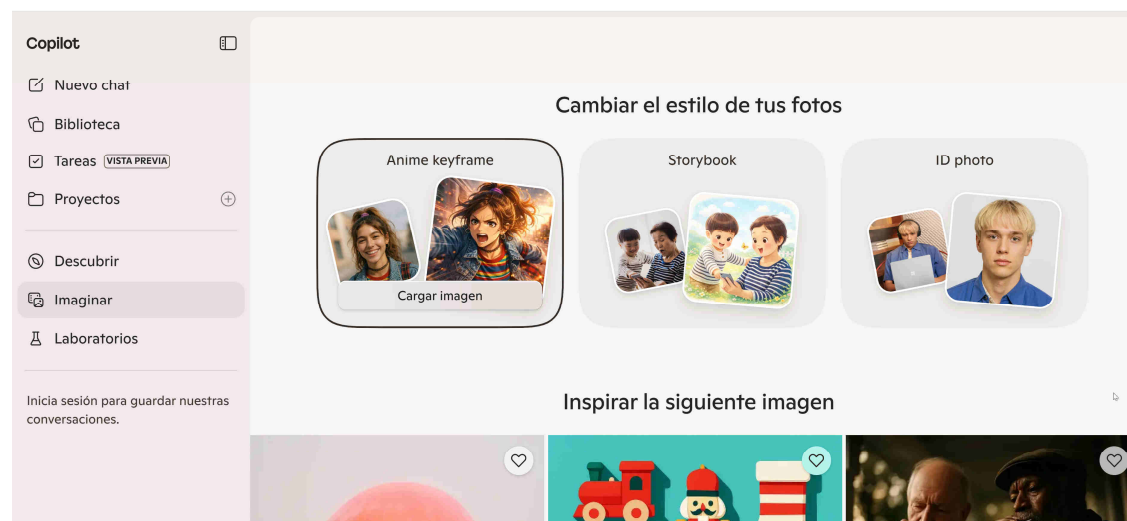 Copilot
Nuevo chat
Biblioteca
Tareas VISTA PREVIA
Proyectos
Descubrir
Imaginar
Laboratorios
Inicia sesión para guardar nuestras
conversaciones.
Cambiar el estilo de tus fotos
Anime keyframe
Cargar imagen
Storybook
ID photo
Inspirar la siguiente imagen